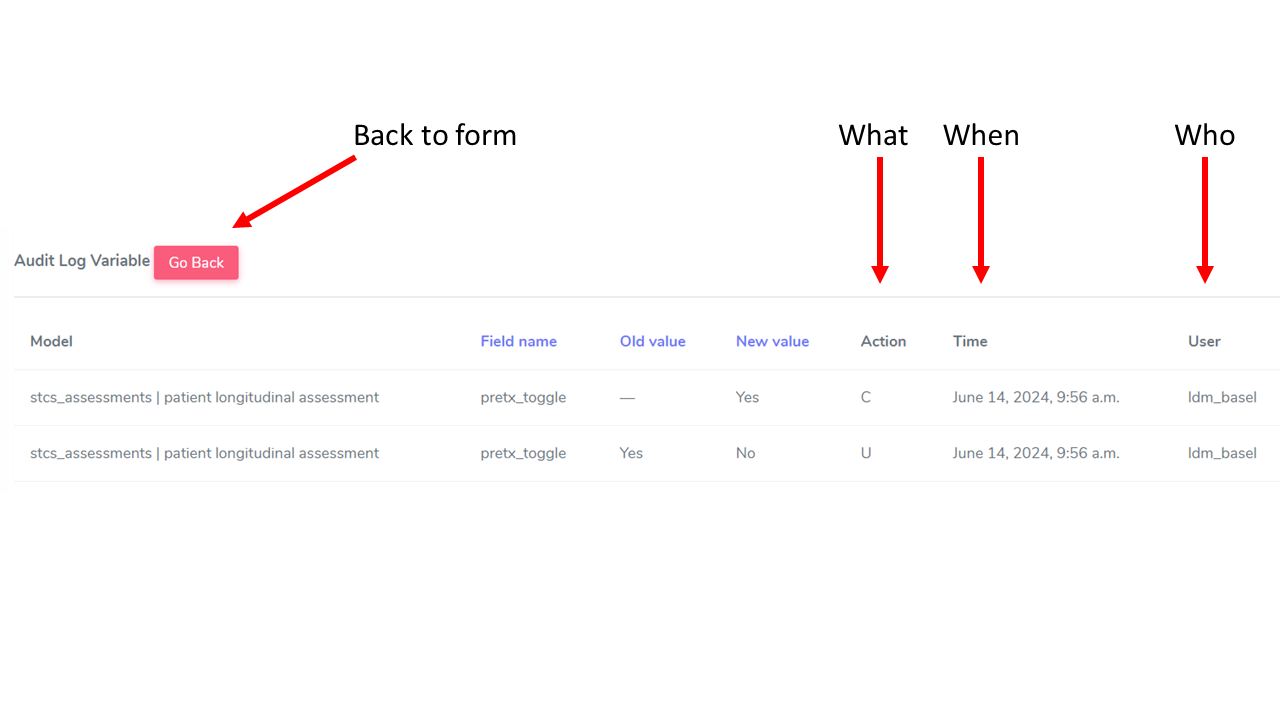 Back to form What When Who
Audit Log Variable Go Back
Model Field name Old value New value Action Time User
stcs_assessments | patient longitudinal assessment pretx_toggle — Yes C June 14, 2024, 9:56 a.m. ldm_basel
stcs_assessments | patient longitudinal assessment pretx_toggle Yes No U June 14, 2024, 9:56 a.m. ldm_basel